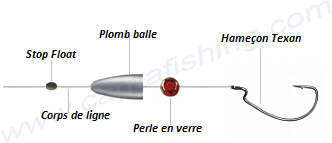 Plomb balle
Stop Float
Hameçon Texan
Corps de ligne
Perle en verre